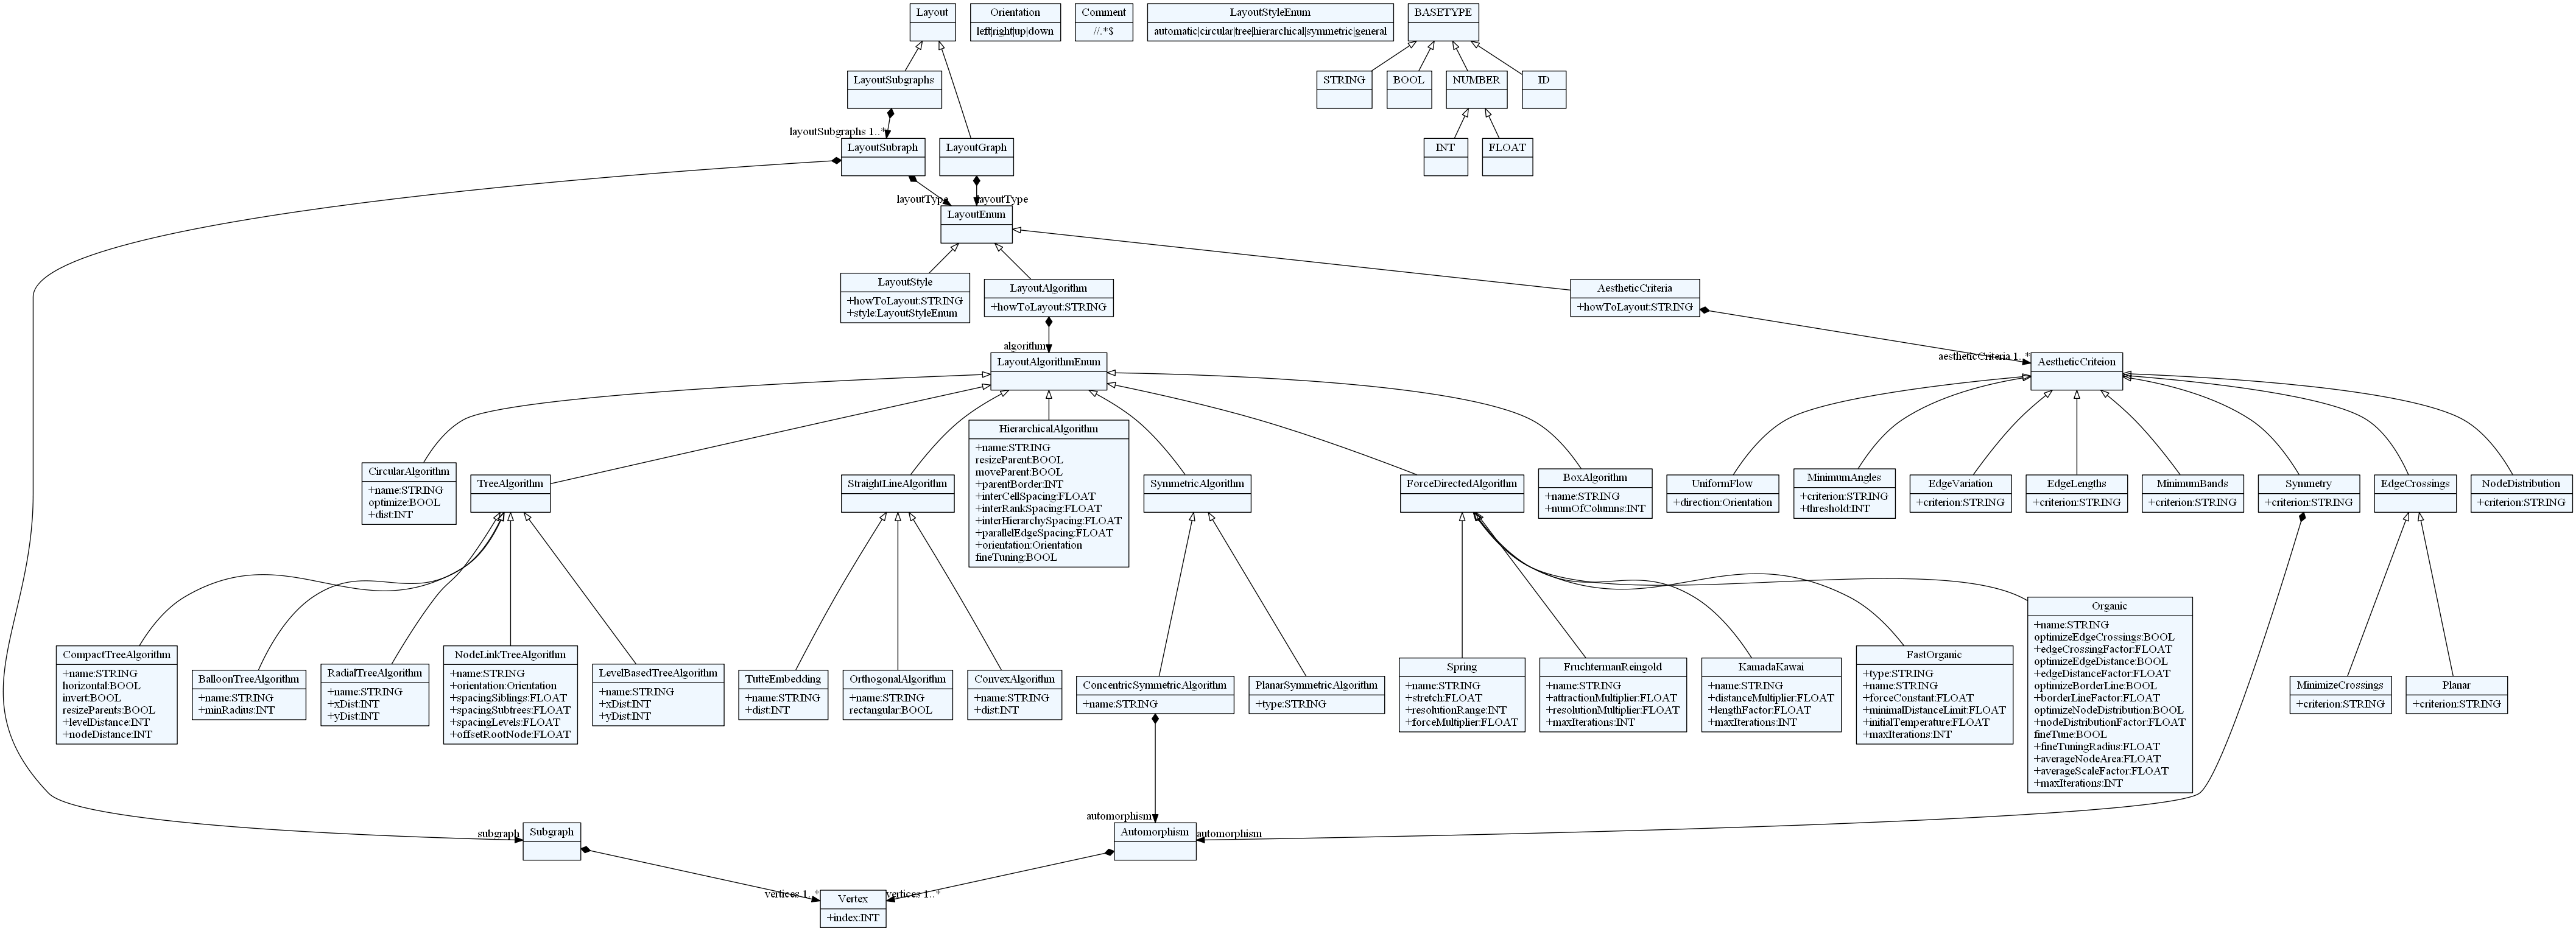 Layout
Orientation
left|right|up|down
Comment
//.*$
LayoutStyleEnum
automatic|circular|tree|hierarchical|symmetric|general
BASETYPE
LayoutSubgraphs
STRING
BOOL
NUMBER
ID
layoutSubgraphs 1..*
LayoutSubraph
LayoutGraph
INT
FLOAT
layoutType
layoutType
LayoutEnum
LayoutStyle
+howToLayout:STRING
+style:LayoutStyleEnum
LayoutAlgorithm
+howToLayout:STRING
AestheticCriteria
+howToLayout:STRING
algorithm
LayoutAlgorithmEnum
aestheticCriteria 1..*
AestheticCriteion
CircularAlgorithm
+name:STRING
optimize:BOOL
+dist:INT
TreeAlgorithm
StraightLineAlgorithm
HierarchicalAlgorithm
+name:STRING
resizeParent:BOOL
moveParent:BOOL
+parentBorder:INT
+interCellSpacing:FLOAT
+interRankSpacing:FLOAT
+interHierarchySpacing:FLOAT
+parallelEdgeSpacing:FLOAT
+orientation:Orientation
fineTuning:BOOL
SymmetricAlgorithm
ForceDirectedAlgorithm
BoxAlgorithm
+name:STRING
+numOfColumns:INT
UniformFlow
+direction:Orientation
MinimumAngles
+criterion:STRING
+threshold:INT
EdgeVariation
+criterion:STRING
EdgeLengths
+criterion:STRING
MinimumBands
+criterion:STRING
Symmetry
+criterion:STRING
EdgeCrossings
NodeDistribution
+criterion:STRING
CompactTreeAlgorithm
+name:STRING
horizontal:BOOL
invert:BOOL
resizeParents:BOOL
+levelDistance:INT
+nodeDistance:INT
BalloonTreeAlgorithm
+name:STRING
+minRadius:INT
RadialTreeAlgorithm
+name:STRING
+xDist:INT
+yDist:INT
NodeLinkTreeAlgorithm
+name:STRING
+orientation:Orientation
+spacingSiblings:FLOAT
+spacingSubtrees:FLOAT
+spacingLevels:FLOAT
+offsetRootNode:FLOAT
LevelBasedTreeAlgorithm
+name:STRING
+xDist:INT
+yDist:INT
TutteEmbedding
+name:STRING
+dist:INT
OrthogonalAlgorithm
+name:STRING
rectangular:BOOL
ConvexAlgorithm
+name:STRING
+dist:INT
ConcentricSymmetricAlgorithm
+name:STRING
PlanarSymmetricAlgorithm
+type:STRING
Spring
+name:STRING
+stretch:FLOAT
+resolutionRange:INT
+forceMultiplier:FLOAT
FruchtermanReingold
+name:STRING
+attractionMultiplier:FLOAT
+resolutionMultiplier:FLOAT
+maxIterations:INT
KamadaKawai
+name:STRING
+distanceMultiplier:FLOAT
+lengthFactor:FLOAT
+maxIterations:INT
FastOrganic
+type:STRING
+name:STRING
+forceConstant:FLOAT
+minimalDistanceLimit:FLOAT
+initialTemperature:FLOAT
+maxIterations:INT
Organic
+name:STRING
optimizeEdgeCrossings:BOOL
+edgeCrossingFactor:FLOAT
optimizeEdgeDistance:BOOL
+edgeDistanceFactor:FLOAT
optimizeBorderLine:BOOL
+borderLineFactor:FLOAT
optimizeNodeDistribution:BOOL
+nodeDistributionFactor:FLOAT
fineTune:BOOL
+fineTuningRadius:FLOAT
+averageNodeArea:FLOAT
+averageScaleFactor:FLOAT
+maxIterations:INT
MinimizeCrossings
+criterion:STRING
Planar
+criterion:STRING
subgraph
Subgraph
automorphism
Automorphism
automorphism
vertices 1..*
Vertex
+index:INT
vertices 1..*